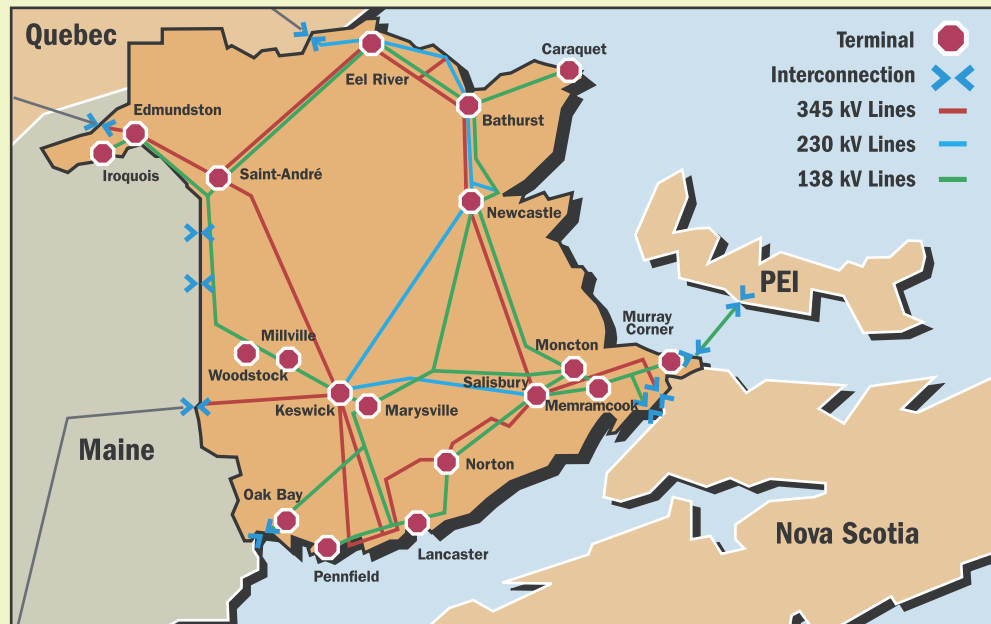 Quebec
Caraquet
Terminal
Eel River
Interconnection
Edmundston
345 kV Lines
Bathurst
230 kV Lines
Iroquois
Saint-André
138 kV Lines
Newcastle
PEI
Murray
Corner
Millville
Moncton
Woodstock
Salisbury
Keswick
Marysville
Memramcook
Maine
Norton
Oak Bay
Nova Scotia
Lancaster
Pennfield